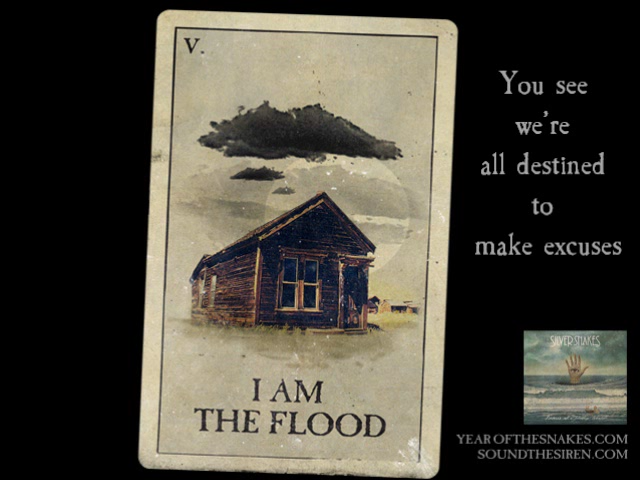 V.
I AM
THE FLOOD
You see
we're
all destined
to
make excuses
SILVER SNAKES
YEAROFTHESNAKES.COM
SOUNDTHESIREN.COM